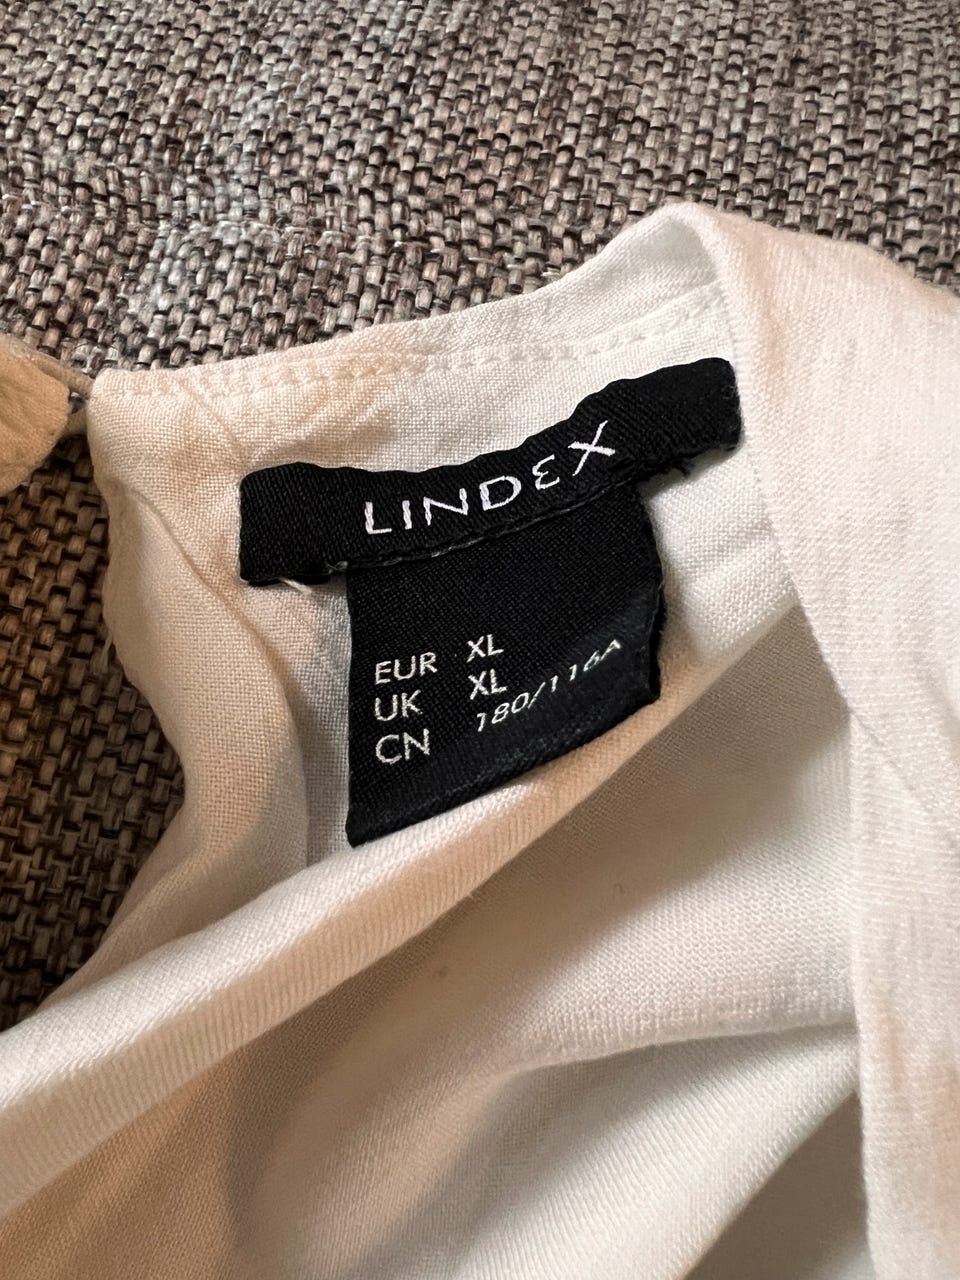 LINDEX
EUR XL
UK XL
CN 180/116A